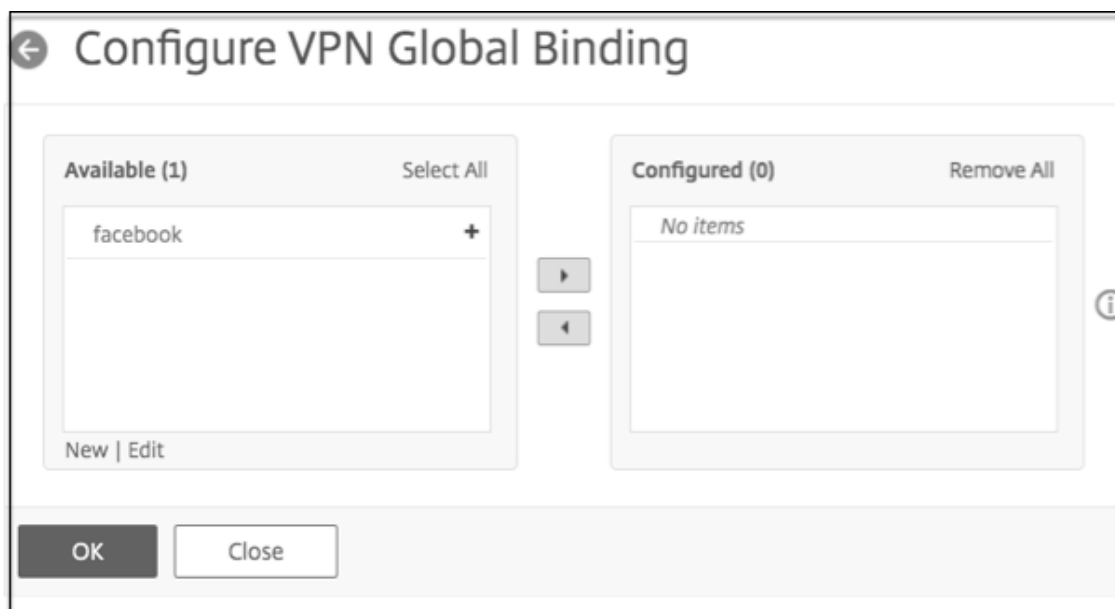 Configure VPN Global Binding
Available (1) Select All
facebook +
New | Edit
Configured (0) Remove All
No items
OK Close